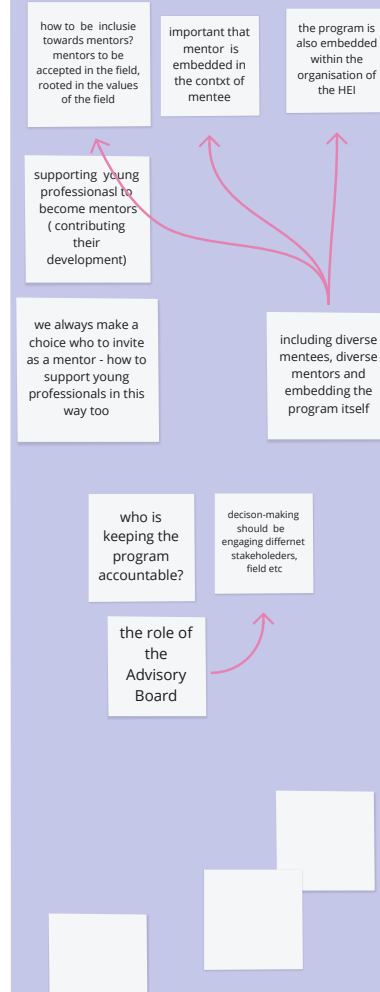 how to be inclusie
towards mentors?
mentors to be
accepted in the field,
rooted in the values
of the field
important that
mentor is
embedded in
the contxt of
mentee
the program is
also embedded
within the
organisation of
the HEI
supporting young
professionasl to
become mentors
( contributing
their
development)
we always make a
choice who to invite
as a mentor - how to
support young
professionals in this
way too
including diverse
mentees, diverse
mentors and
embedding the
program itself
who is
keeping the
program
accountable?
decison-making
should be
engaging differnet
stakeholeders,
field etc
the role of
the
Advisory
Board